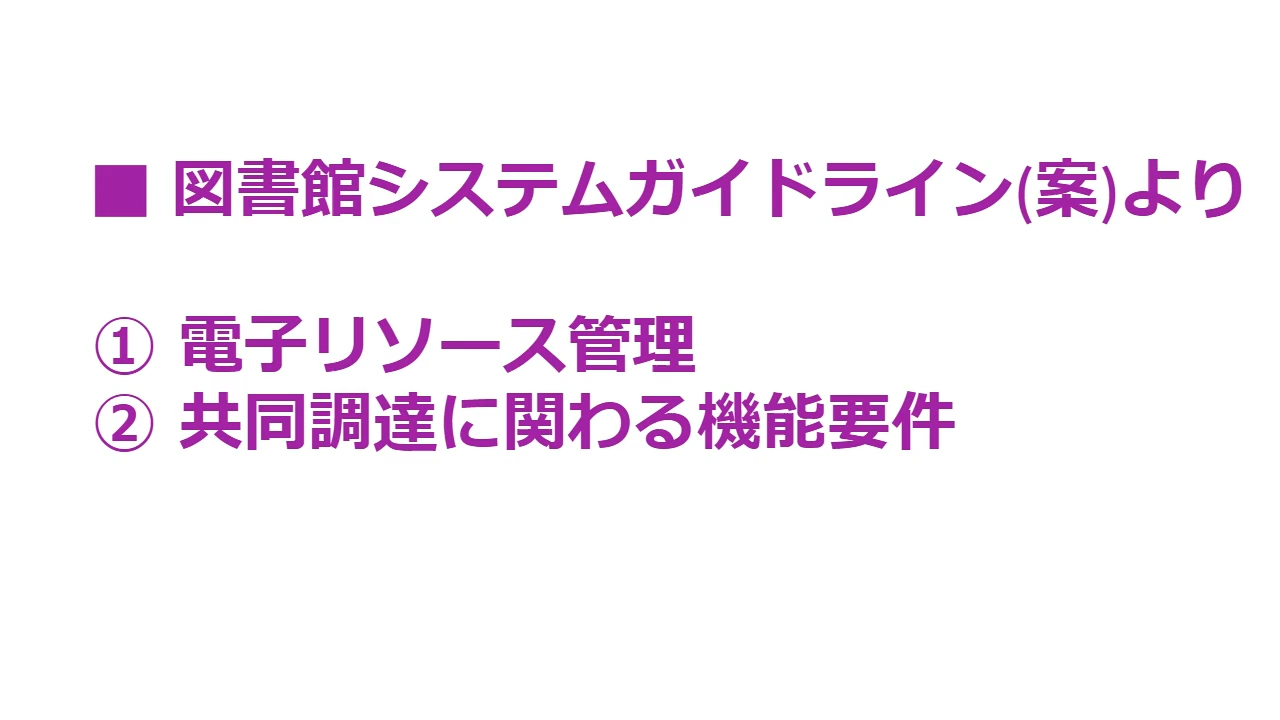 ■ 図書館システムガイドライン(案)より
① 電子リソース管理
② 共同調達に関わる機能要件